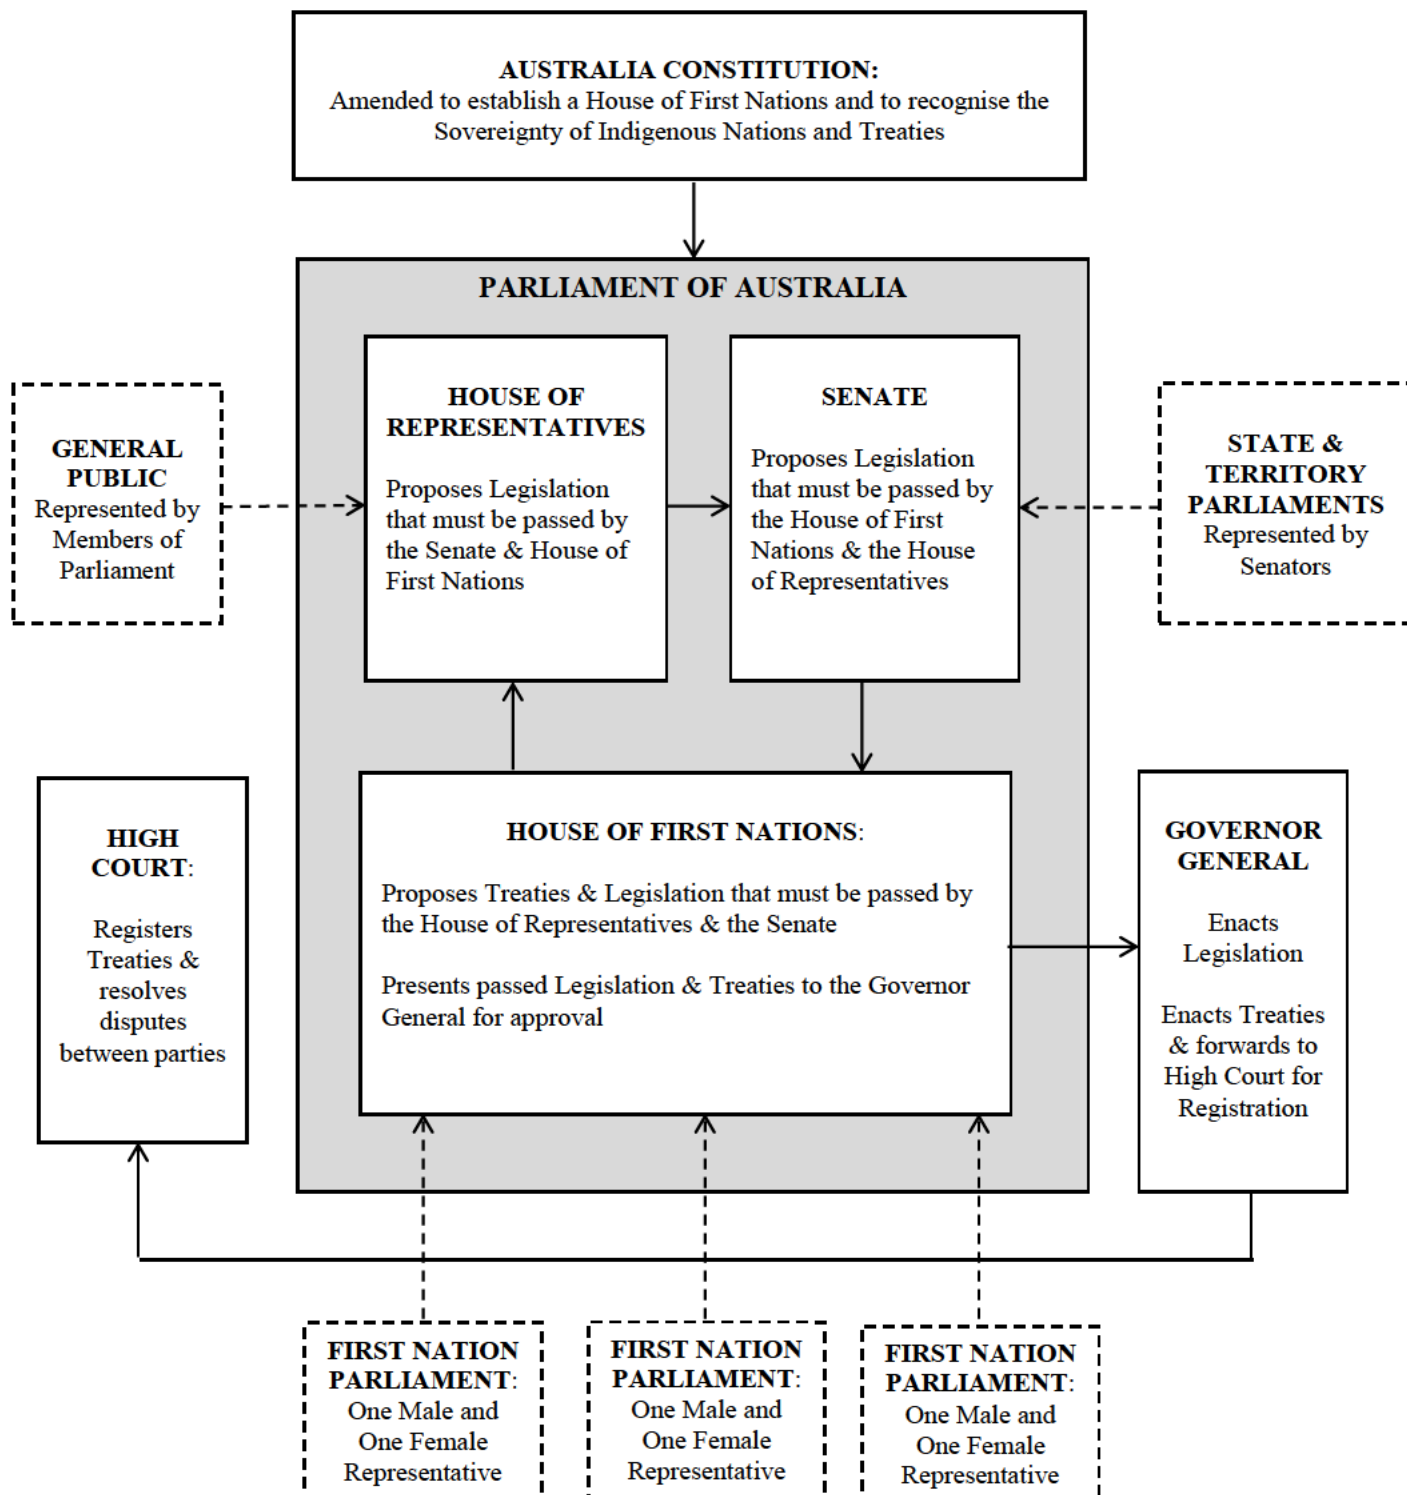 AUSTRALIA CONSTITUTION:
Amended to establish a House of First Nations and to recognise the
Sovereignty of Indigenous Nations and Treaties
PARLIAMENT OF AUSTRALIA
GENERAL
PUBLIC
Represented by
Members of
Parliament
HOUSE OF
REPRESENTATIVES
Proposes Legislation
that must be passed by
the Senate & House of
First Nations
SENATE
Proposes Legislation
that must be passed by
the House of First
Nations & the House
of Representatives
STATE &
TERRITORY
PARLIAMENTS
Represented by
Senators
HIGH
COURT:
Registers
Treaties &
resolves
disputes
between parties
HOUSE OF FIRST NATIONS:
Proposes Treaties & Legislation that must be passed by
the House of Representatives & the Senate
Presents passed Legislation & Treaties to the Governor
General for approval
GOVERNOR
GENERAL
Enacts
Legislation
Enacts Treaties
& forwards to
High Court for
Registration
FIRST NATION
PARLIAMENT:
One Male and
One Female
Representative
FIRST NATION
PARLIAMENT:
One Male and
One Female
Representative
FIRST NATION
PARLIAMENT:
One Male and
One Female
Representative